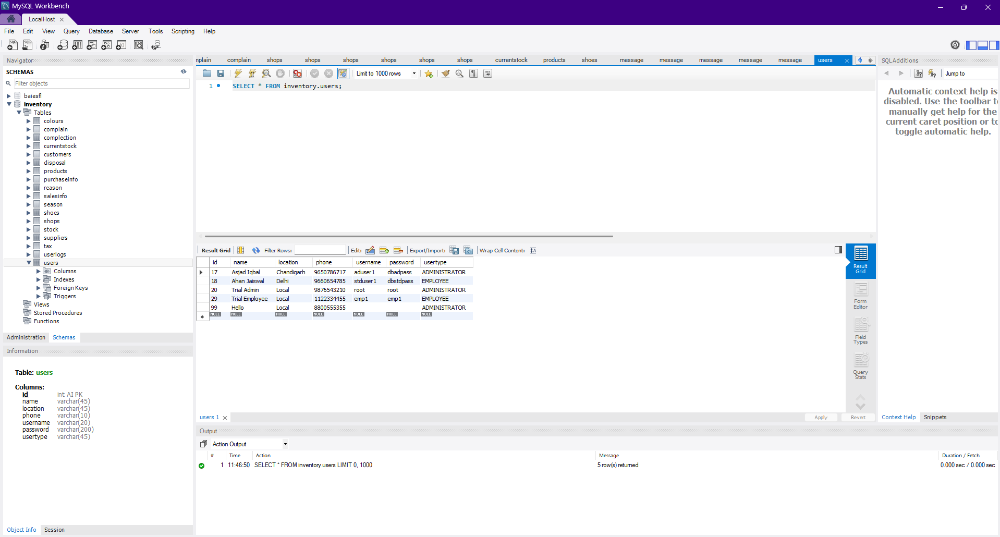 MySQL Workbench
LocalHost
File Edit View Query Database Server Tools Scripting Help
Navigator
SCHEMAS
Filter objects
baiesfl
inventory
Tables
colours
complain
complection
currentstock
customers
disposal
products
purchaseinfo
reason
salesinfo
season
shoes
shops
stock
suppliers
tax
userlogs
users
Columns
Indexes
Foreign Keys
Triggers
Views
Stored Procedures
Functions
Administration Schemas
Information
Table: users
Columns:
id int AI PK
name varchar(45)
location varchar(45)
phone varchar(10)
username varchar(20)
password varchar(200)
usertype varchar(45)
Object Info Session
mplain complain shops shops shops shops shops shops currentstock products shoes message message message message message users
Limit to 1000 rows
1 SELECT * FROM inventory.users;
Result Grid Filter Rows: Edit: Export/Import: Wrap Cell Content:
id name location phone username password usertype
17 Asjad Iqbal Chandigarh 9650786717 aduser1 dbadpass ADMINISTRATOR
18 Ahan Jaiswal Delhi 9660654785 stduser1 dbstdpass EMPLOYEE
20 Trial Admin Local 9876543210 root root ADMINISTRATOR
29 Trial Employee Local 1122334455 emp1 emp1 EMPLOYEE
99 Hello Local 8800555355 ADMINISTRATOR
NULL NULL NULL NULL NULL NULL NULL
Result
Grid
Form
Editor
Field
Types
Query
Stats
users 1
Apply Revert
Output
Action Output
# Time Action Message Duration / Fetch
1 11:46:50 SELECT * FROM inventory.users LIMIT 0, 1000 5 row(s) returned 0.000 sec / 0.000 sec
SQLAdditions
Jump to
Automatic context help is
disabled. Use the toolbar to
manually get help for the
current caret position or to
toggle automatic help.
Context Help Snippets